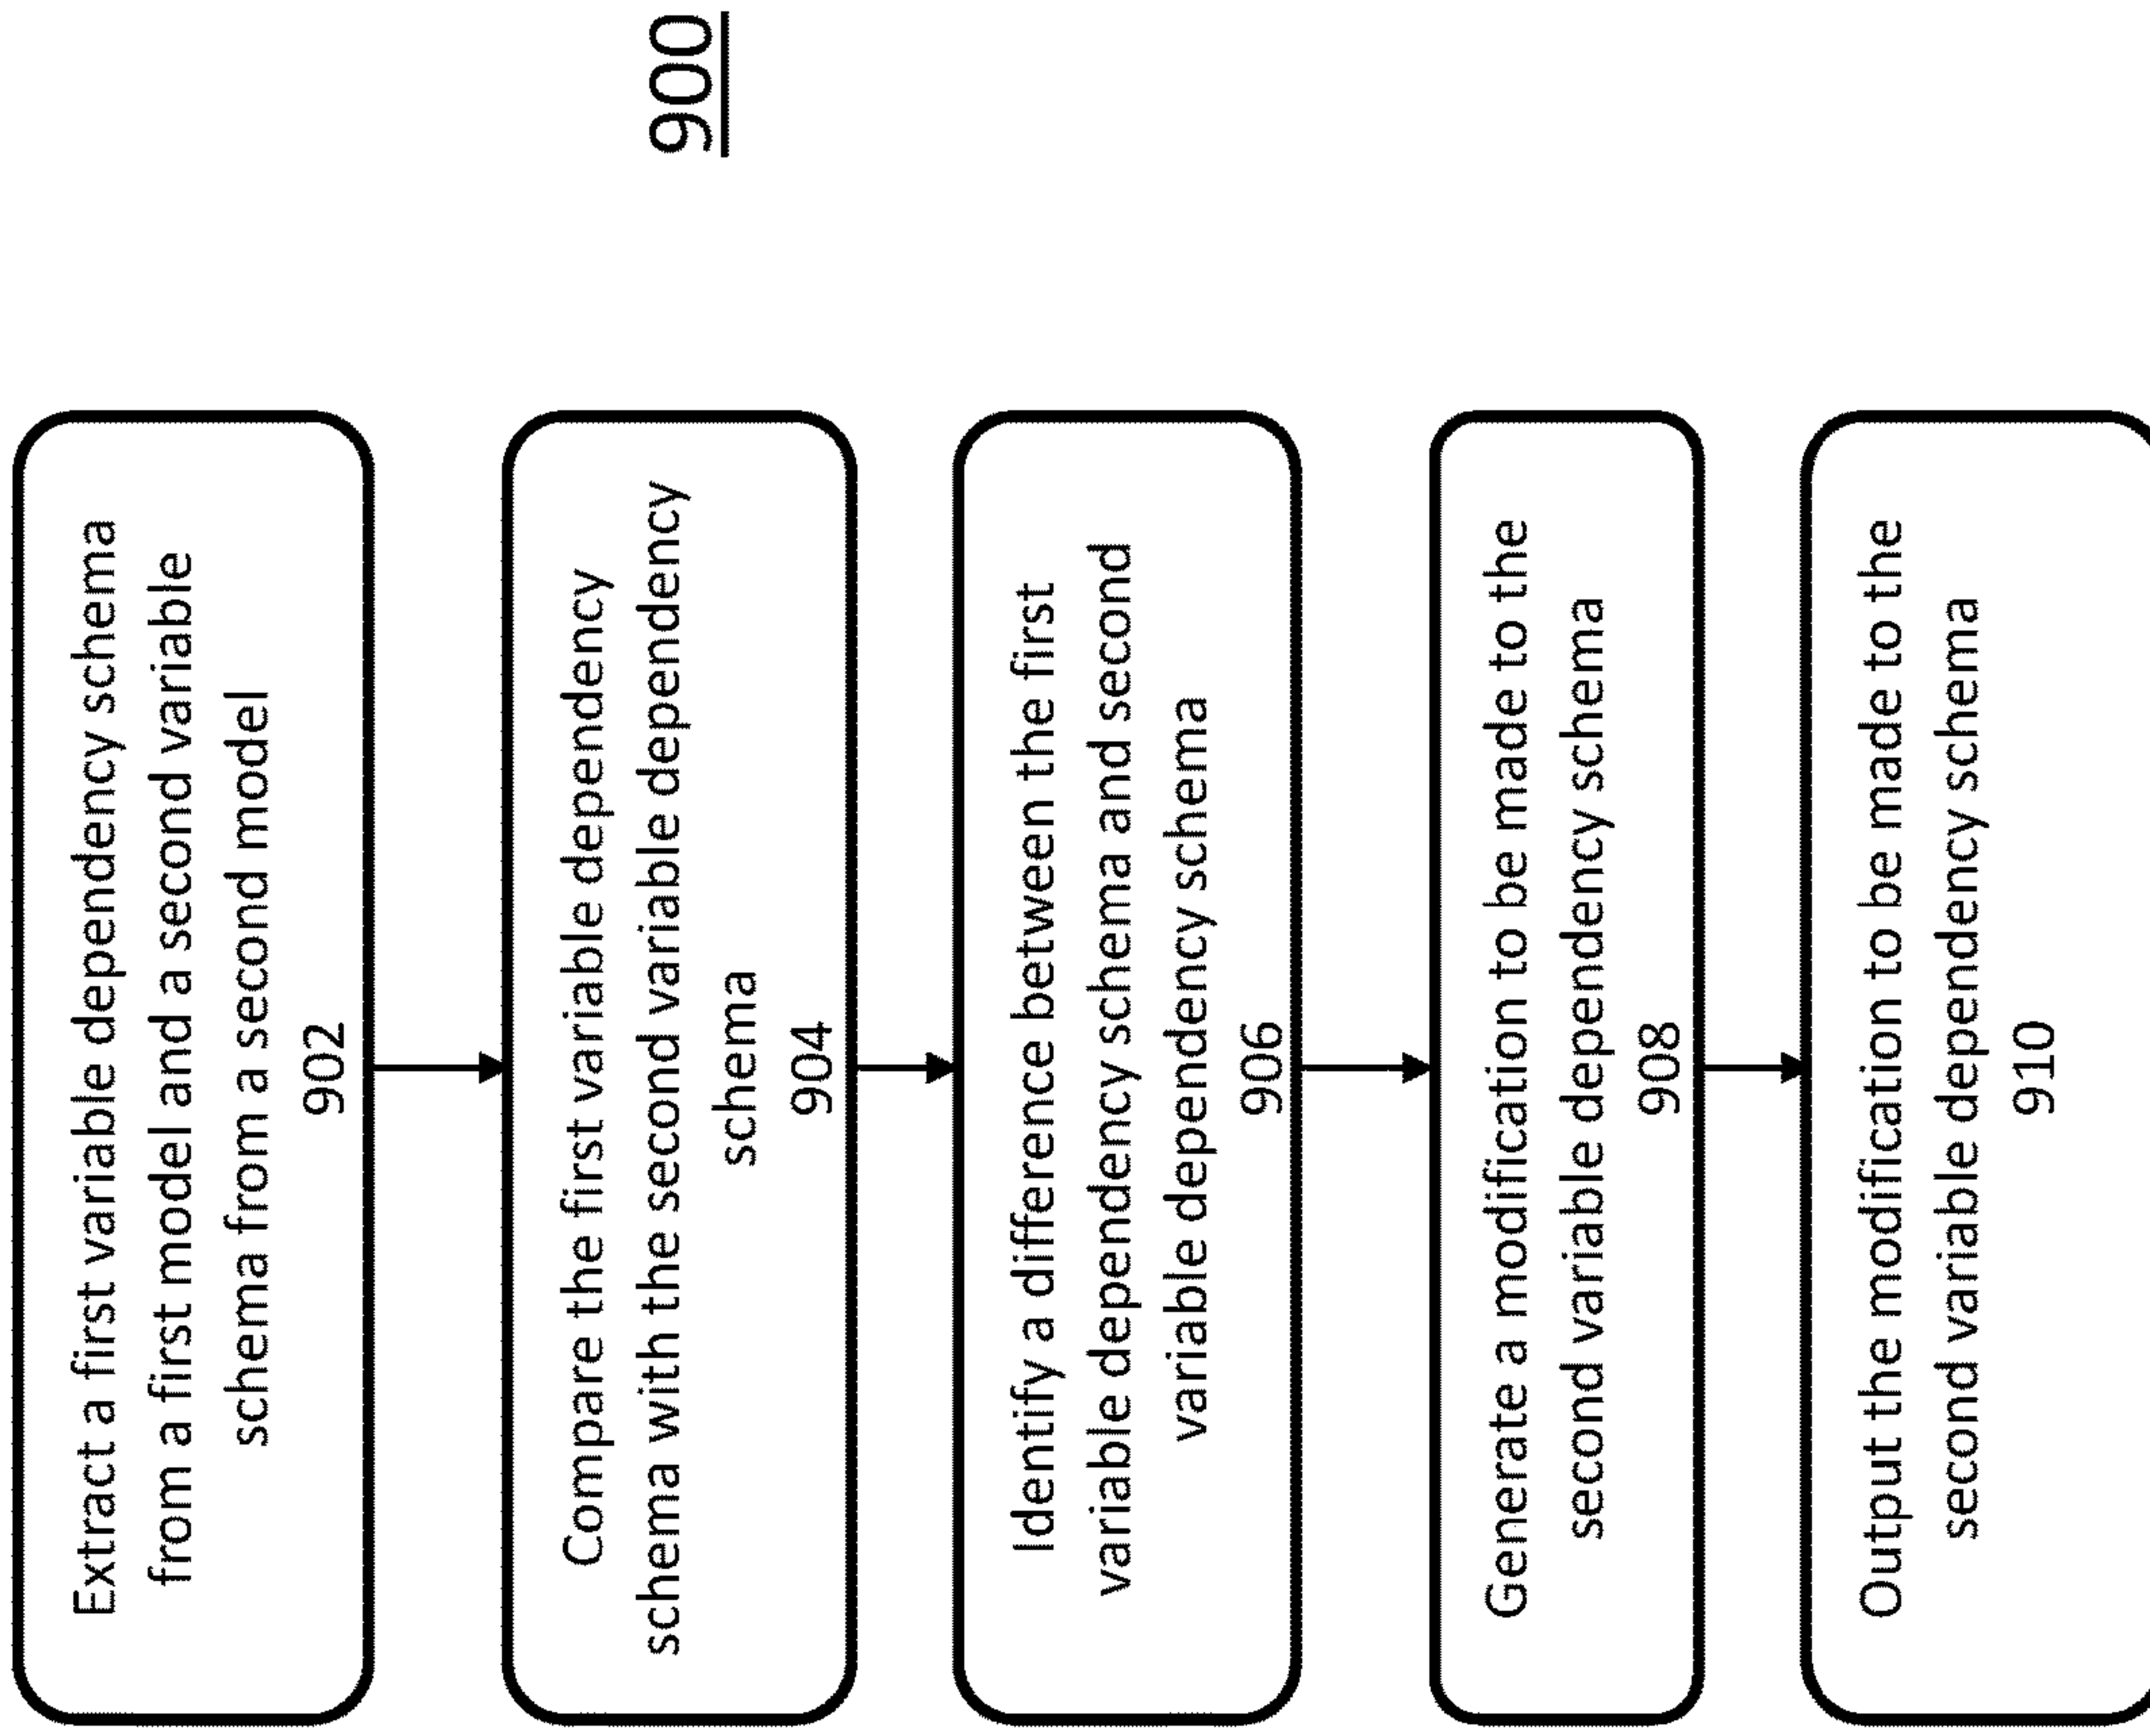 Extract a first variable dependency schema
from a first model and a second variable
schema from a second model
902
Compare the first variable dependency
schema with the second variable dependency
schema
904
Identify a difference between the first
variable dependency schema and second
variable dependency schema
906
Generate a modification to be made to the
second variable dependency schema
908
Output the modification to be made to the
second variable dependency schema
910
900